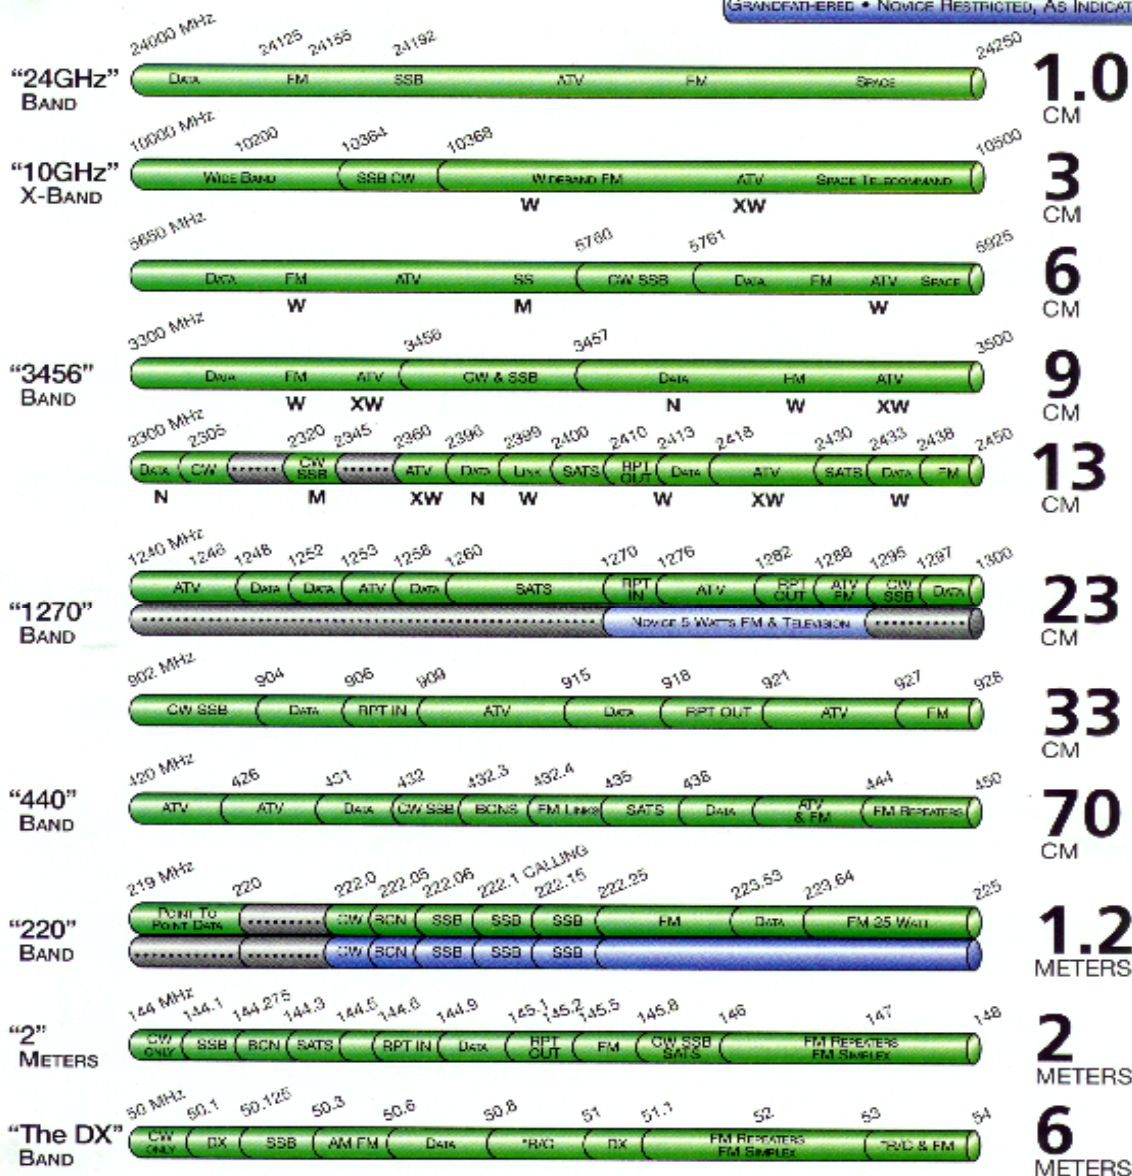 GRANDFATHERED • NOVICE RESTRICTED, AS INDICAT
24000 MHz 24125 24155 24192 24250
"24GHz" BAND
DATA FM SSB ATV FM SPACE
1.0 CM
10000 MHz 10200 10364 10368 10500
"10GHz" X-BAND
WIDE BAND SSB CW WIDEBAND FM ATV SPACE TELECOMMAND
W XW
3 CM
5650 MHz 5760 5761 5925
DATA FM ATV SS CW SSB DATA FM ATV SPACE
W M W
6 CM
3300 MHz 3456 3457 3500
"3456" BAND
DATA FM ATV CW & SSB DATA FM ATV
W XW N W XW
9 CM
2300 MHz 2305 2320 2345 2360 2396 2399 2400 2410 2413 2418 2430 2433 2438 2450
DATA CW CW SSB ATV DATA LINK SATS RPT OUT DATA ATV SATS DATA FM
N M XW N W W XW W
13 CM
1240 MHz 1246 1248 1252 1253 1258 1260 1270 1276 1282 1288 1295 1297 1300
ATV DATA DATA ATV DATA SATS RPT IN ATV RPT OUT ATV FM CW SSB DATA
"1270" BAND
NOVICE 5 WATTS FM & TELEVISION
23 CM
902 MHz 904 906 909 915 918 921 927 928
CW SSB DATA RPT IN ATV DATA RPT OUT ATV FM
33 CM
420 MHz 426 431 432 432.3 432.4 435 438 444 450
"440" BAND
ATV ATV DATA CW SSB BCNS FM LINKS SATS DATA ATV & FM FM REPEATERS
70 CM
219 MHz 220 222.0 222.05 222.06 222.1 CALLING 222.15 222.25 223.53 223.64 225
POINT TO POINT DATA CW BCN SSB SSB SSB FM DATA FM 25 WATT
"220" BAND
CW BCN SSB SSB SSB
1.2 METERS
144 MHz 144.1 144.275 144.3 144.5 144.6 144.9 145.1 145.2 145.5 145.8 146 147 148
"2" METERS
CW ONLY SSB BCN SATS RPT IN DATA RPT OUT FM CW SSB SATS FM REPEATERS FM SIMPLEX
2 METERS
50 MHz 50.1 50.125 50.3 50.6 50.8 51 51.1 52 53 54
"The DX" BAND
CW ONLY DX SSB AM FM DATA *R/C DX FM REPEATERS FM SIMPLEX *R/C & FM
6 METERS